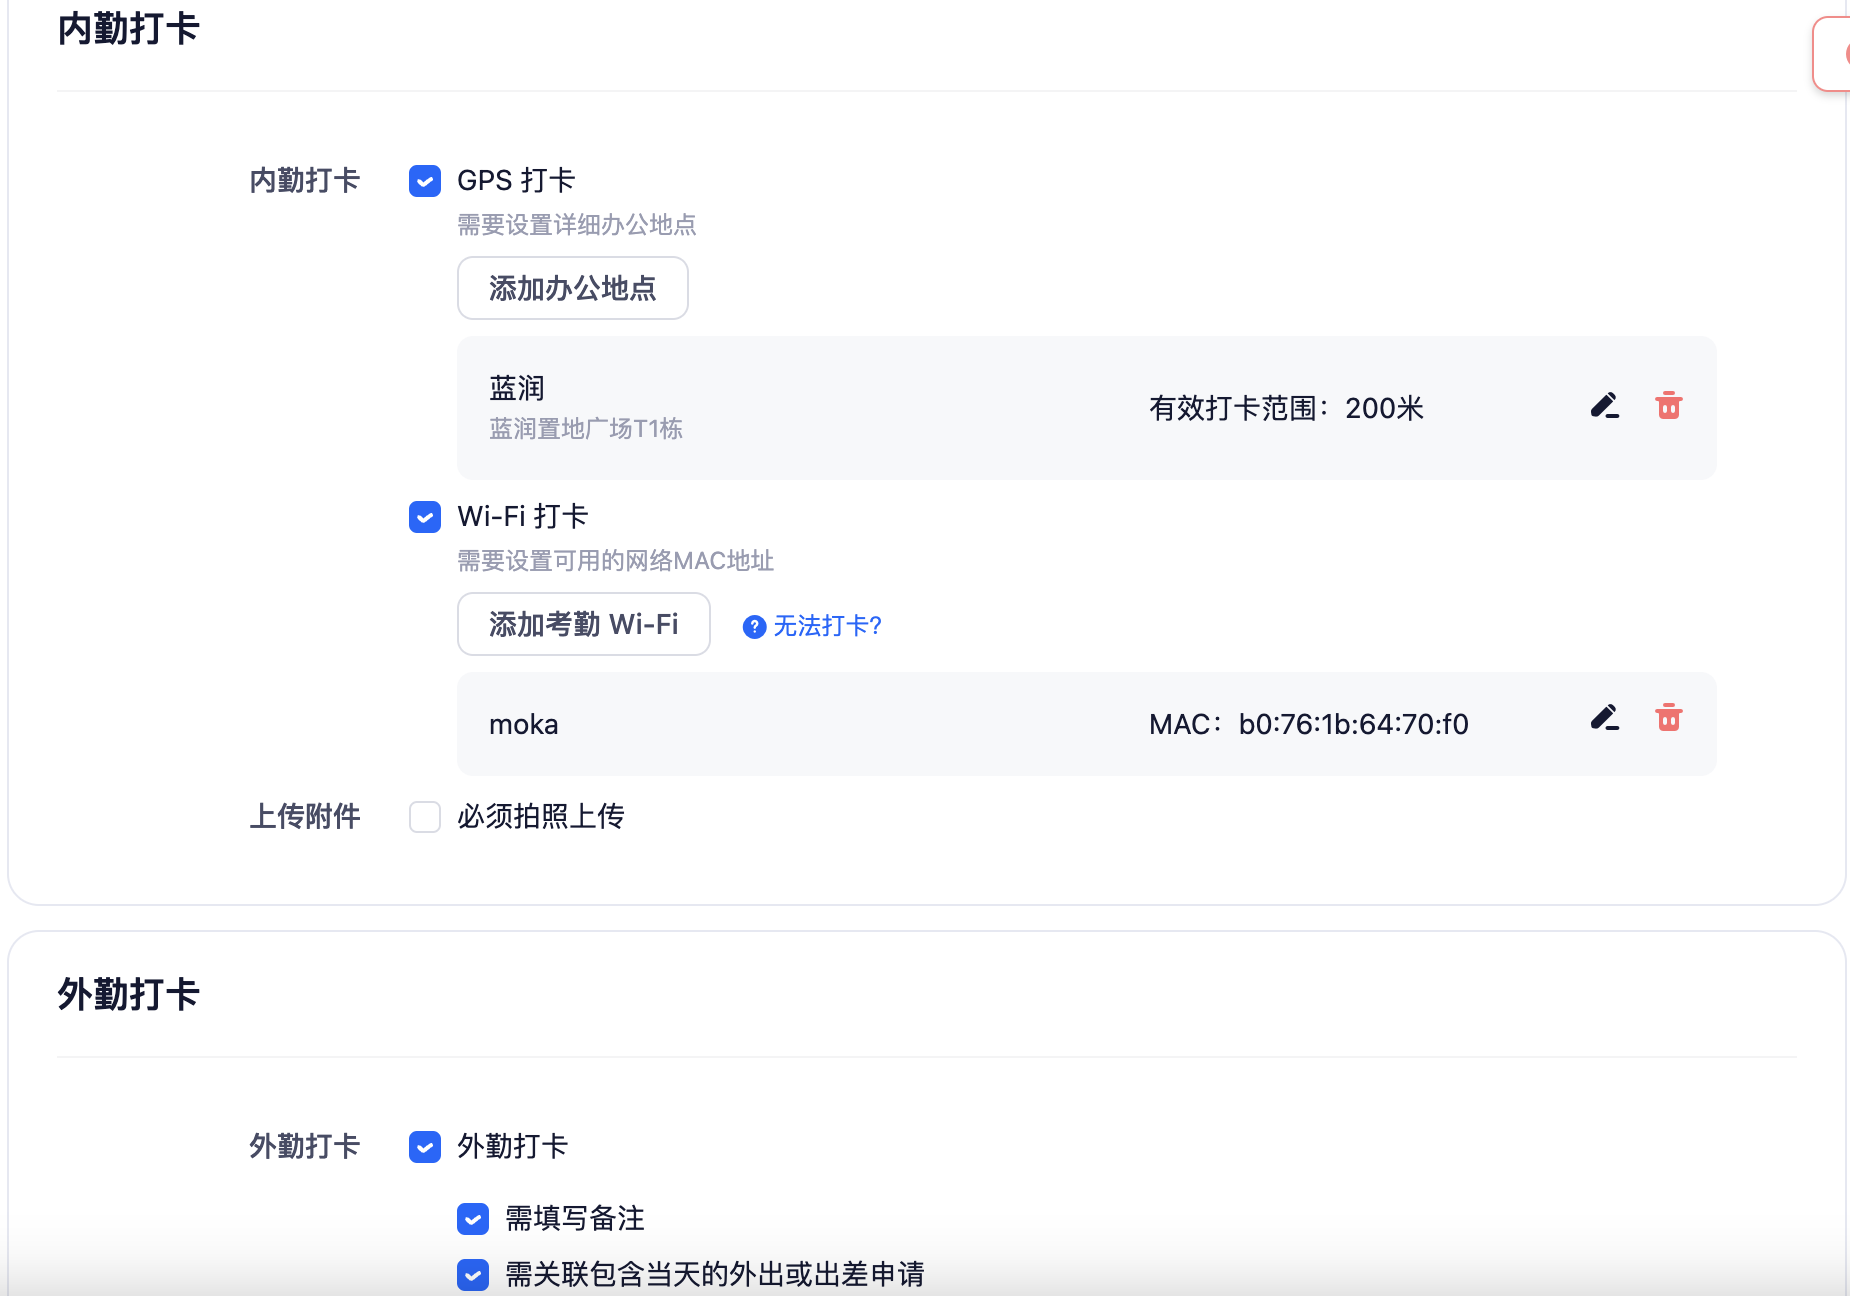 内勤打卡
内勤打卡
GPS 打卡
需要设置详细办公地点
添加办公地点
蓝润
蓝润置地广场T1栋
有效打卡范围：200米
Wi-Fi 打卡
需要设置可用的网络MAC地址
添加考勤 Wi-Fi
无法打卡?
moka
MAC：b0:76:1b:64:70:f0
上传附件
必须拍照上传
外勤打卡
外勤打卡
外勤打卡
需填写备注
需关联包含当天的外出或出差申请